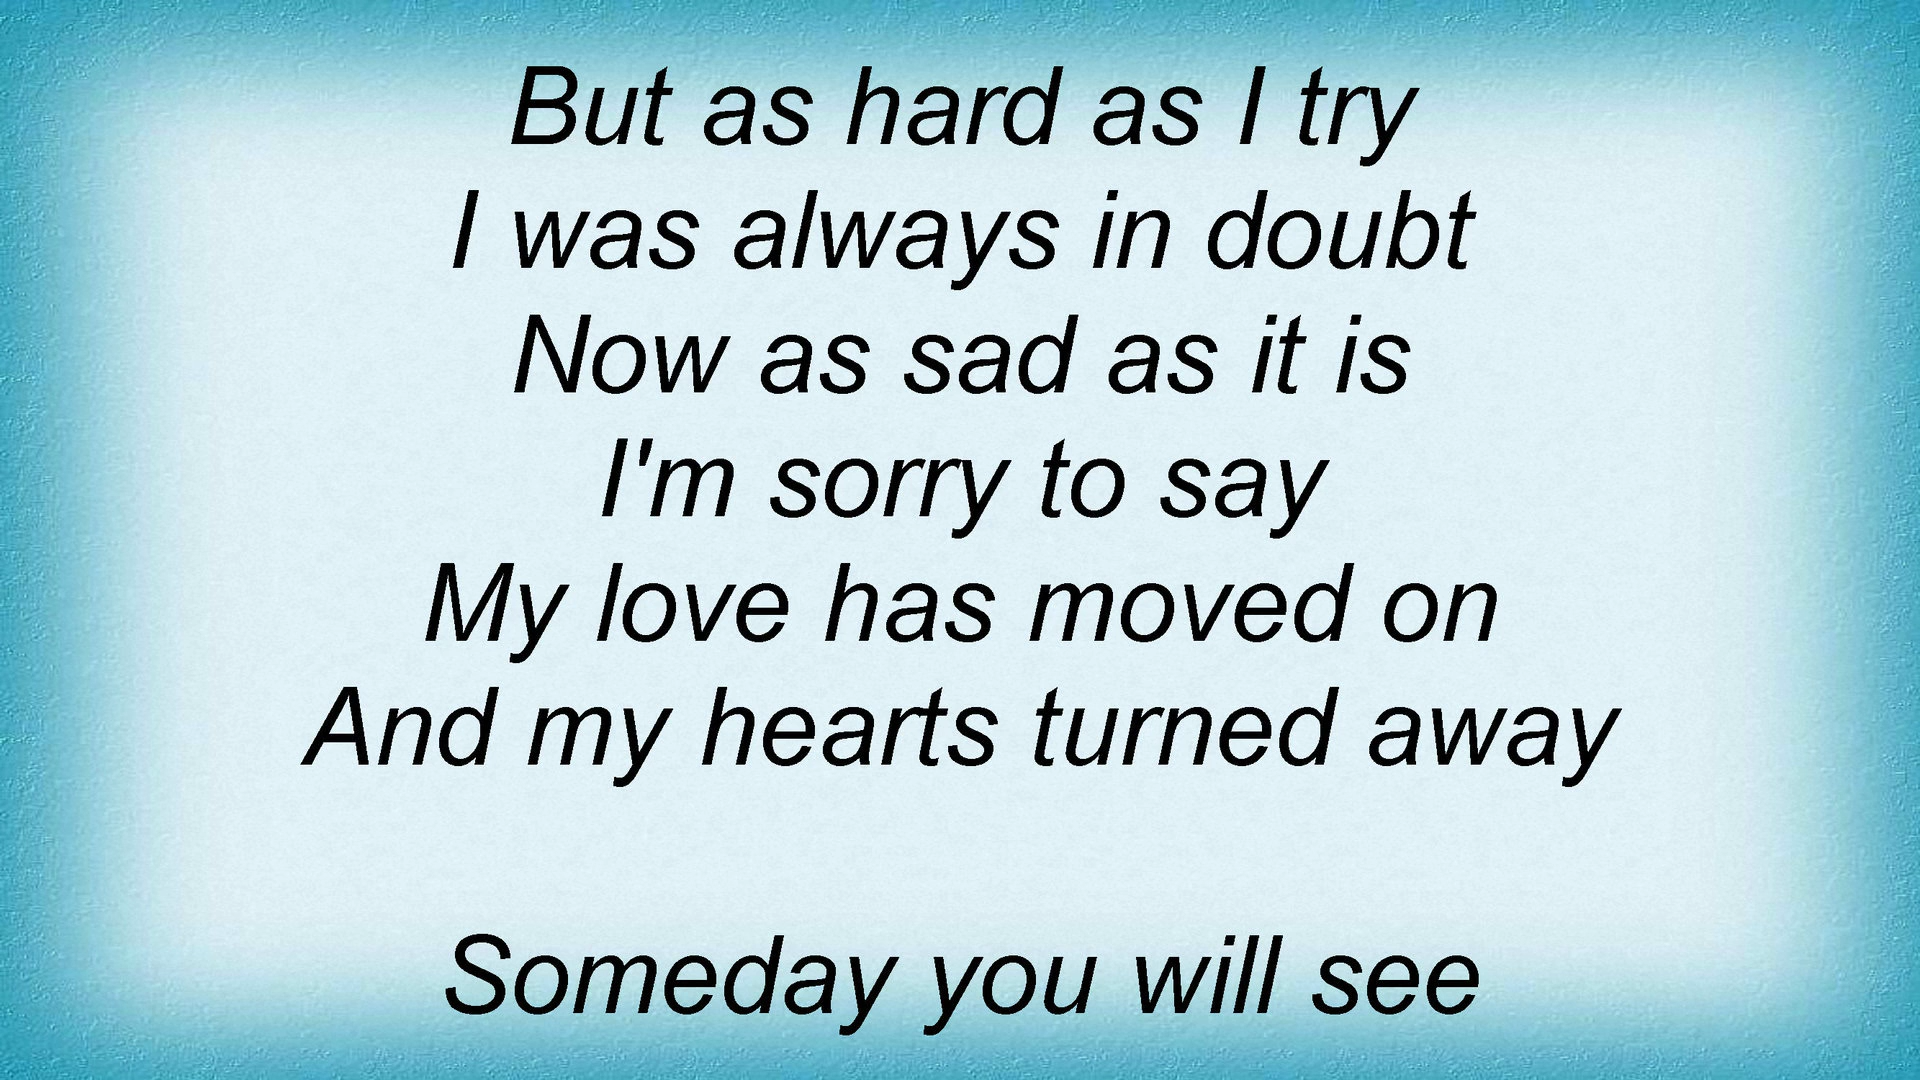 But as hard as I try
I was always in doubt
Now as sad as it is
I'm sorry to say
My love has moved on
And my hearts turned away
Someday you will see